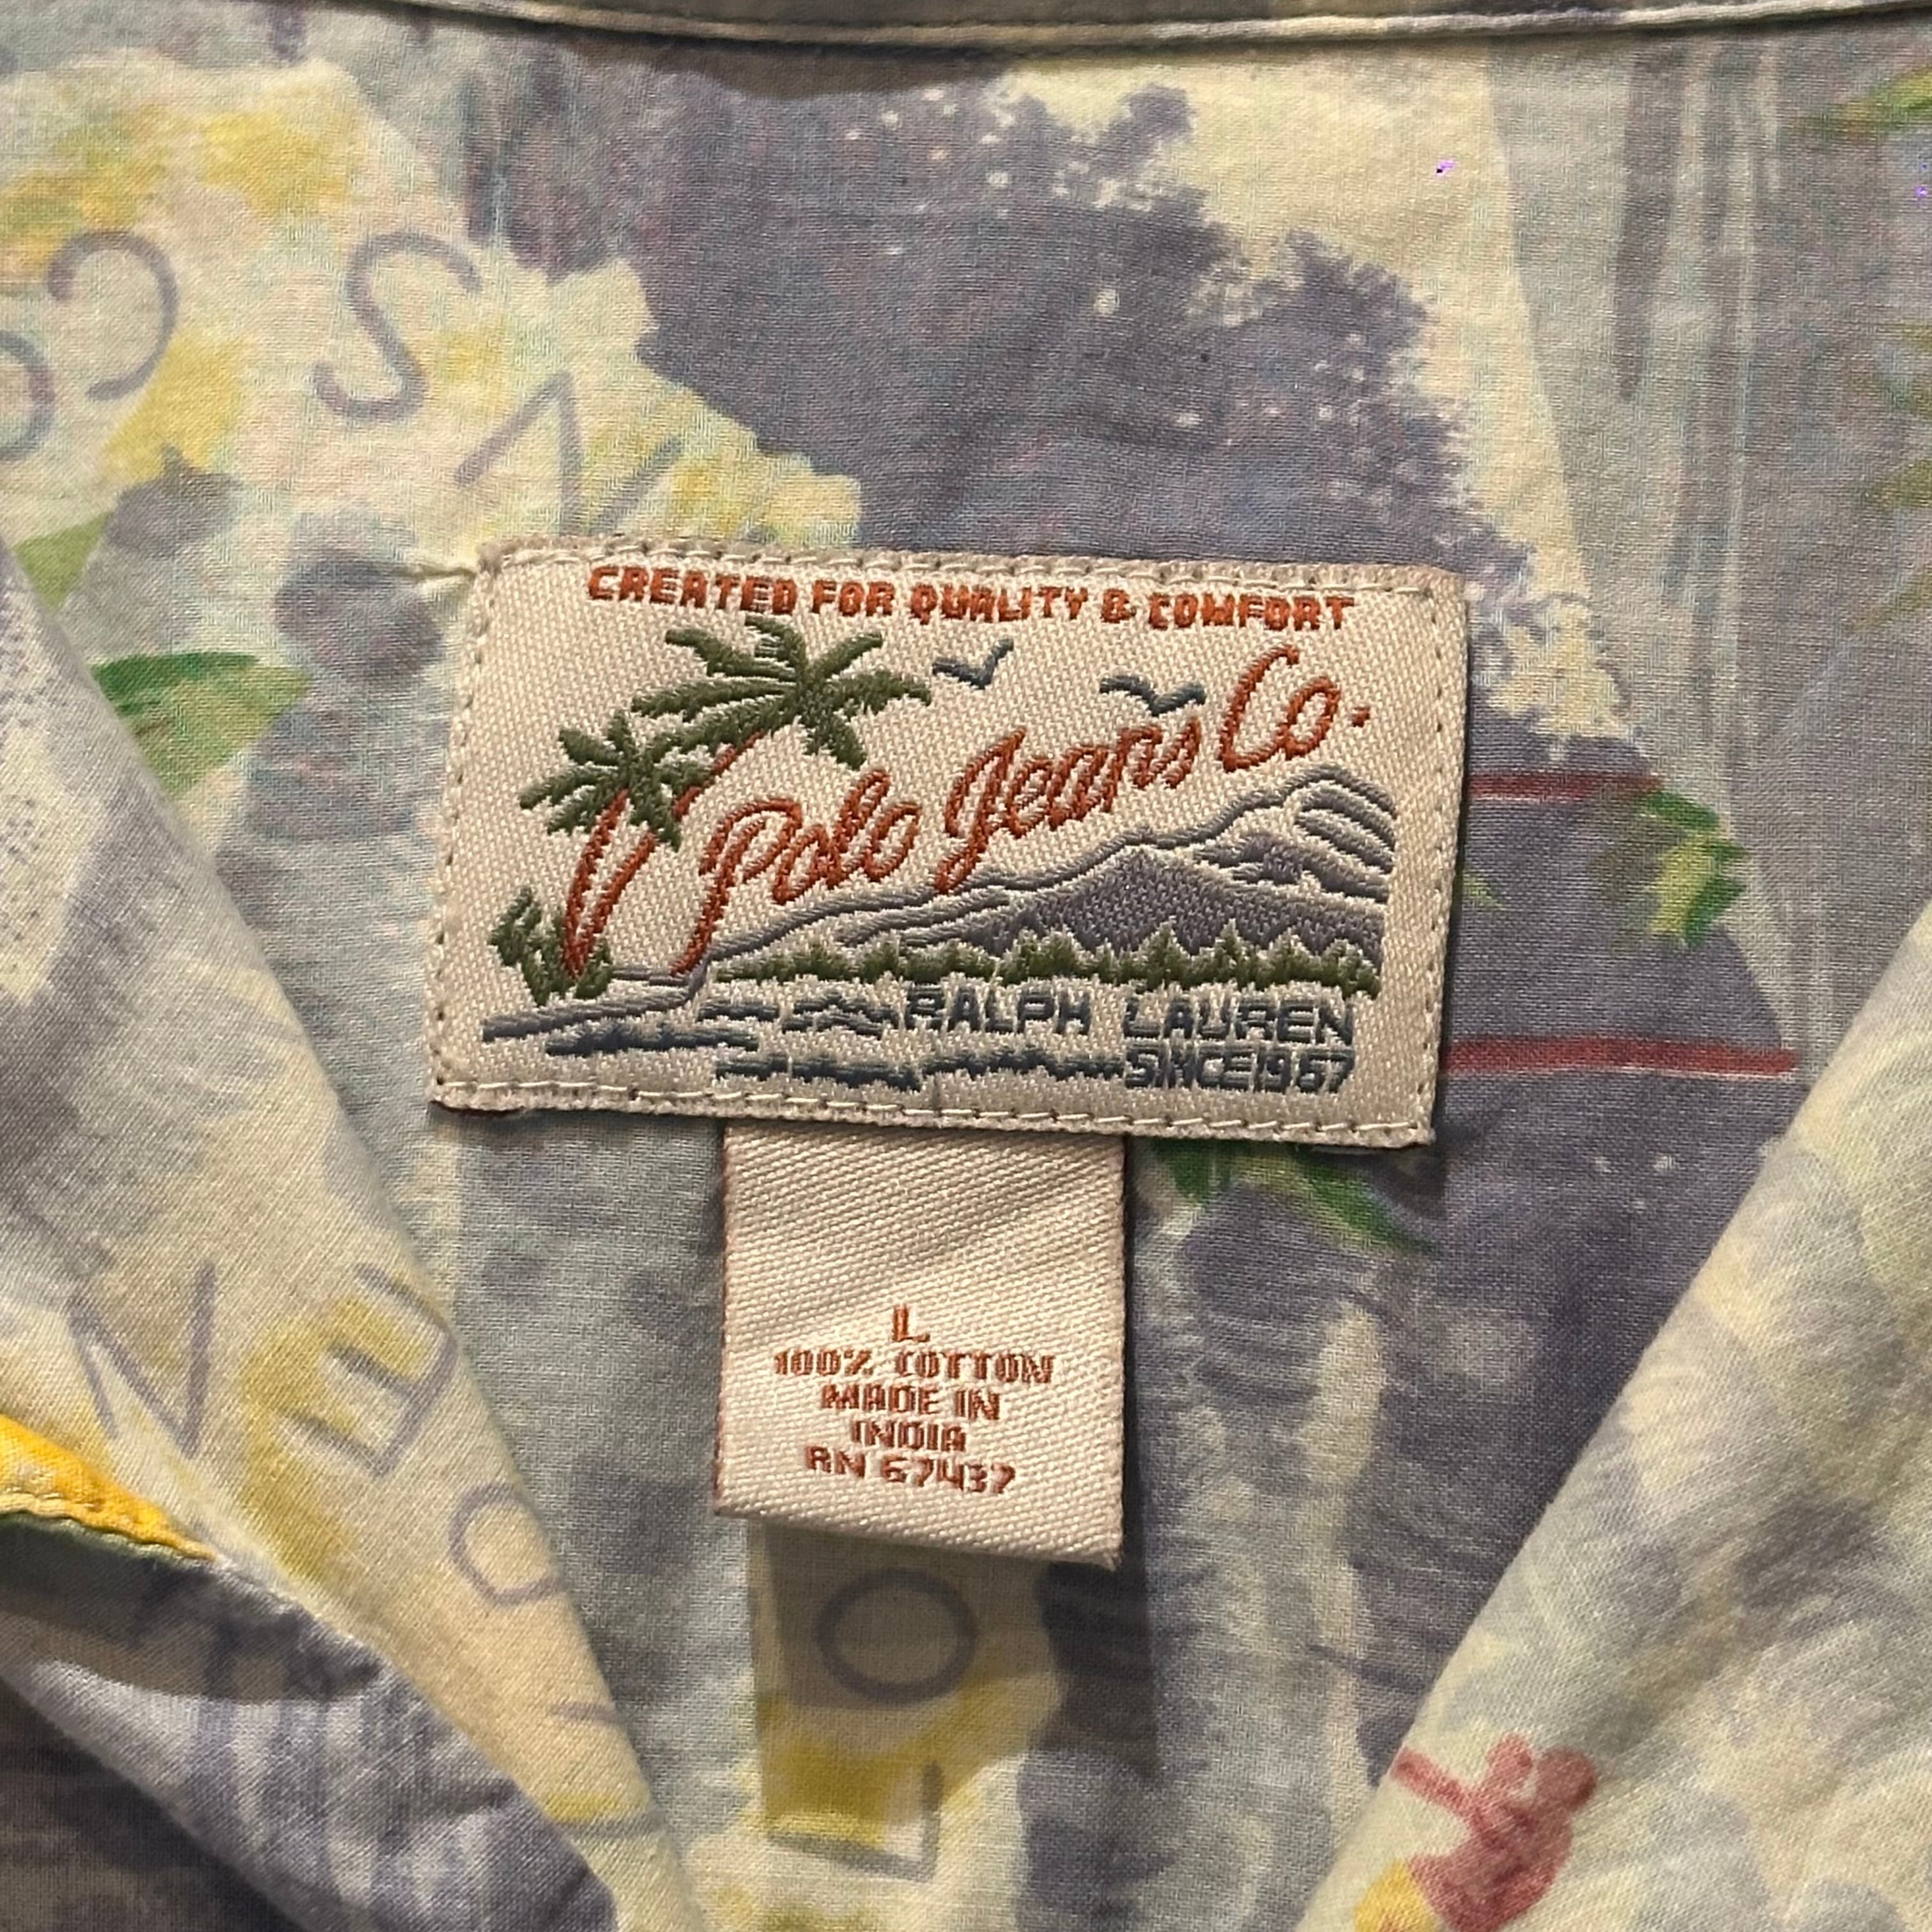 CREATED FOR QUALITY & COMFORT
Polo Jeans Co.
RALPH LAUREN
SINCE 1967
L
100% COTTON
MADE IN
INDIA
RN 67437